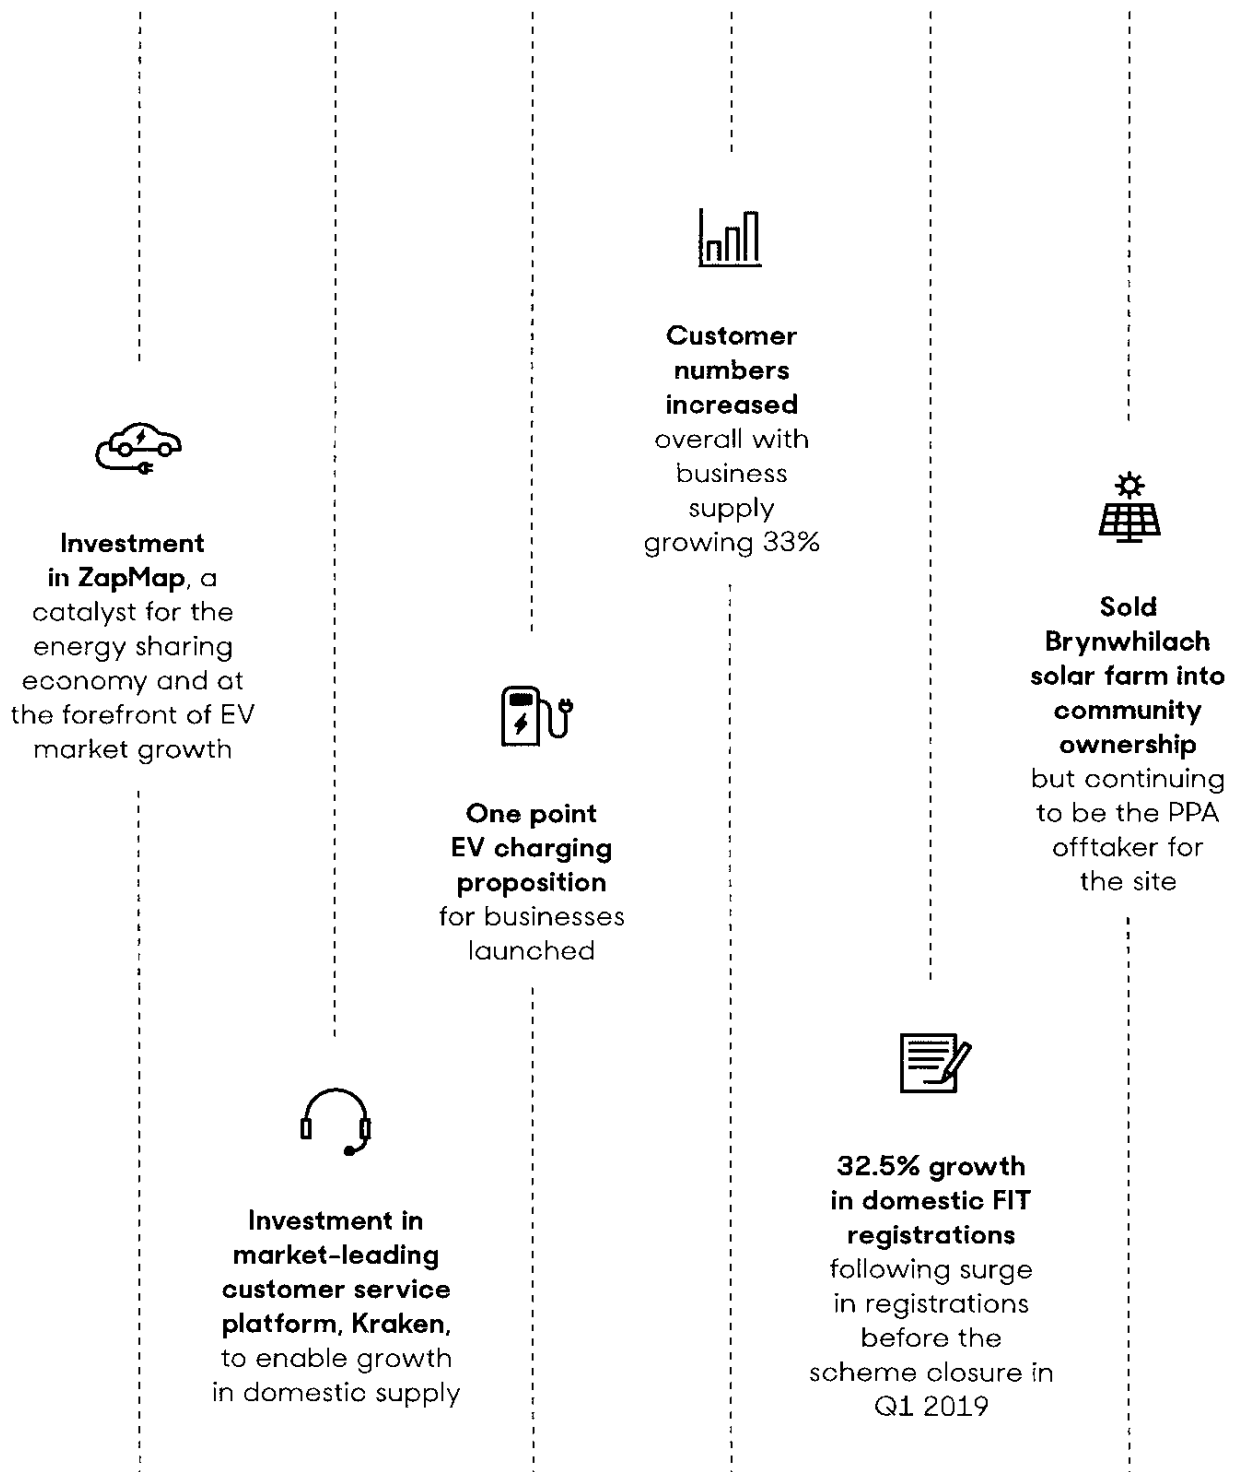 Investment
in ZapMap, a
catalyst for the
energy sharing
economy and at
the forefront of EV
market growth
Investment in
market-leading
customer service
platform, Kraken,
to enable growth
in domestic supply
One point
EV charging
proposition
for businesses
launched
Customer
numbers
increased
overall with
business
supply
growing 33%
32.5% growth
in domestic FIT
registrations
following surge
in registrations
before the
scheme closure in
Q1 2019
Sold
Brynwhilach
solar farm into
community
ownership
but continuing
to be the PPA
offtaker for
the site